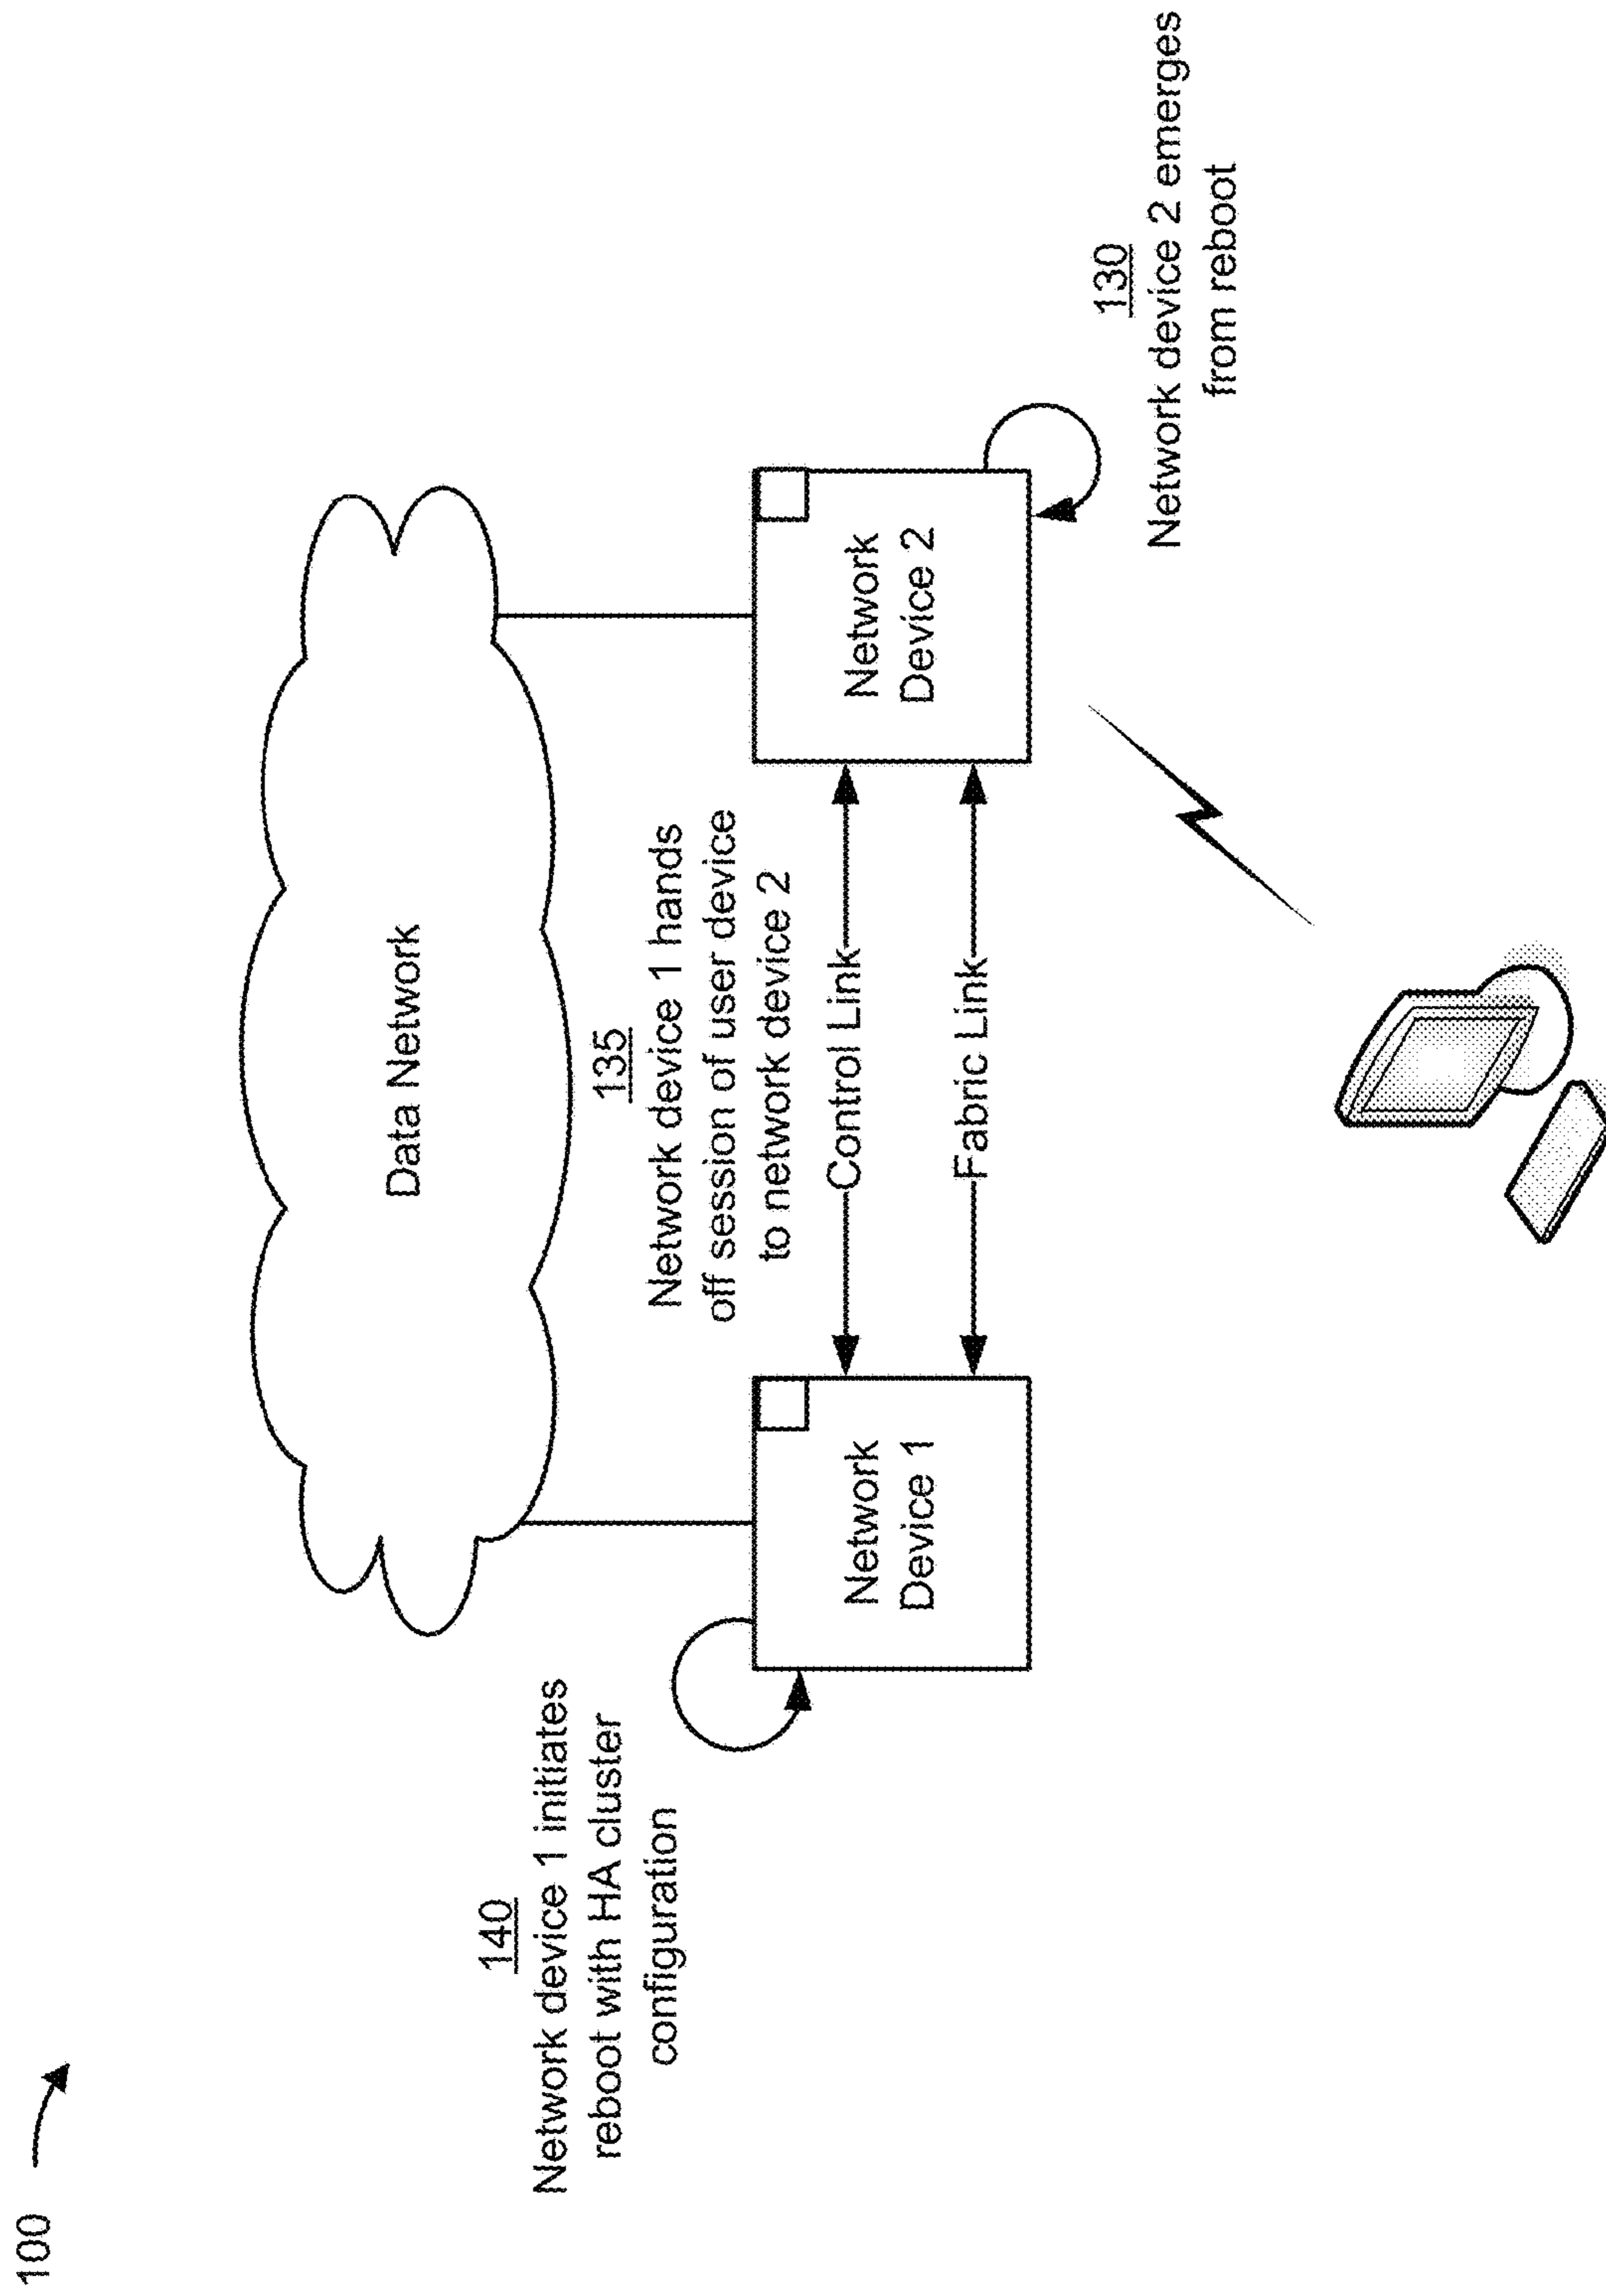 100
Data Network
140
Network device 1 initiates
reboot with HA cluster
configuration
135
Network device 1 hands
off session of user device
to network device 2
Network
Device 1
Control Link
Fabric Link
Network
Device 2
130
Network device 2 emerges
from reboot